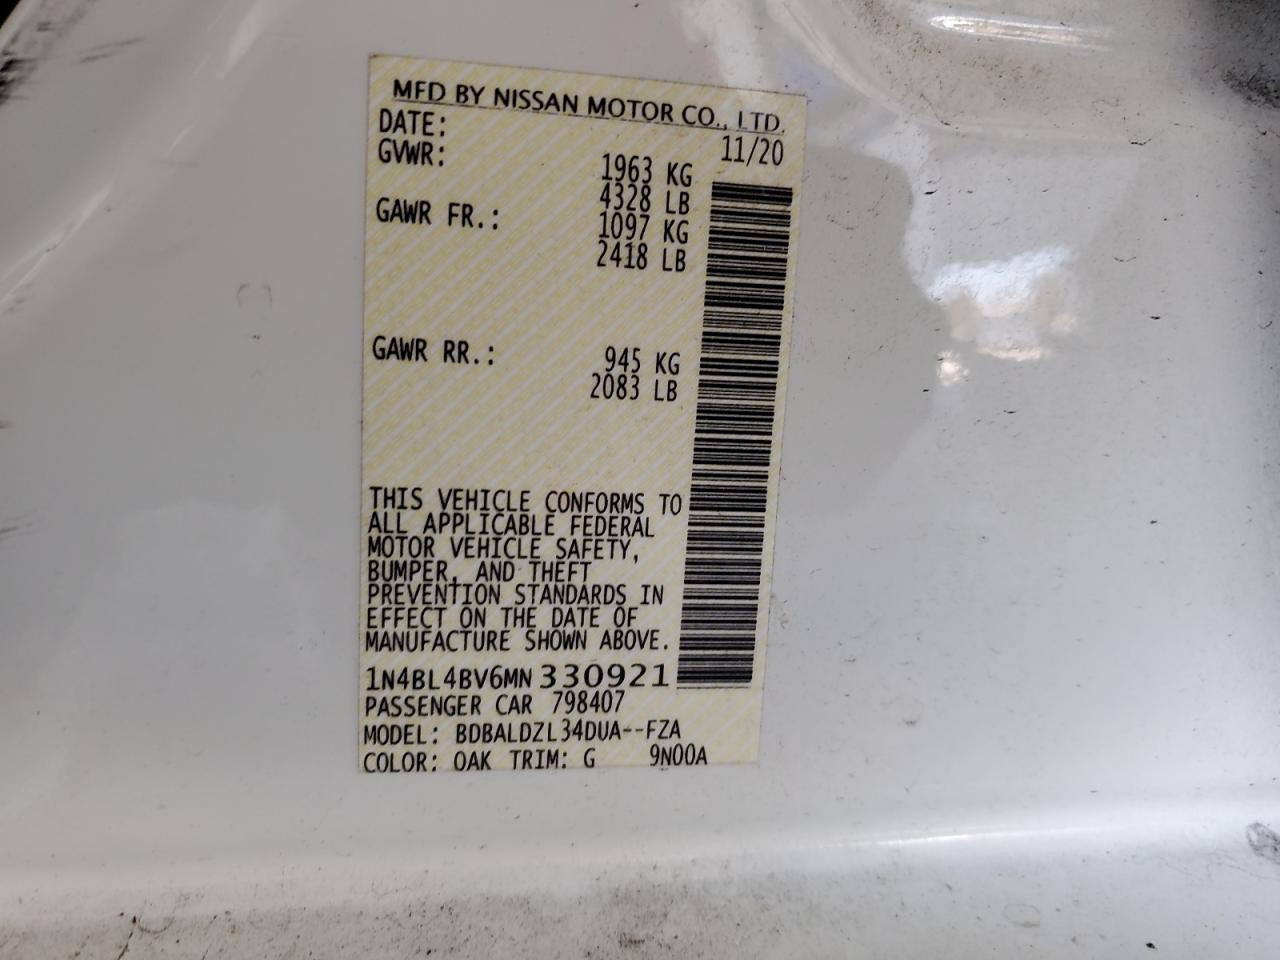 MFD BY NISSAN MOTOR CO., LTD.
DATE: 11/20
GVWR: 1963 KG
4328 LB
GAWR FR.: 1097 KG
2418 LB
GAWR RR.: 945 KG
2083 LB
THIS VEHICLE CONFORMS TO
ALL APPLICABLE FEDERAL
MOTOR VEHICLE SAFETY,
BUMPER, AND THEFT
PREVENTION STANDARDS IN
EFFECT ON THE DATE OF
MANUFACTURE SHOWN ABOVE.
1N4BL4BV6MN330921
PASSENGER CAR 798407
MODEL: BDBALDZL34DUA--FZA
COLOR: OAK TRIM: G 9N00A